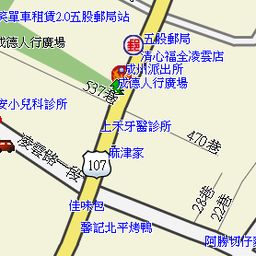 笑單車租賃2.0五股郵局站
五股郵局
成德人行廣場
清心福全凌雲店
成州派出所
成德人行廣場
537巷
安小兒科診所
上禾牙醫診所
470巷
麻津家
凌雲路一段
107
佳味包
28巷
22巷
馨記北平烤鴨
阿勝切仔麵